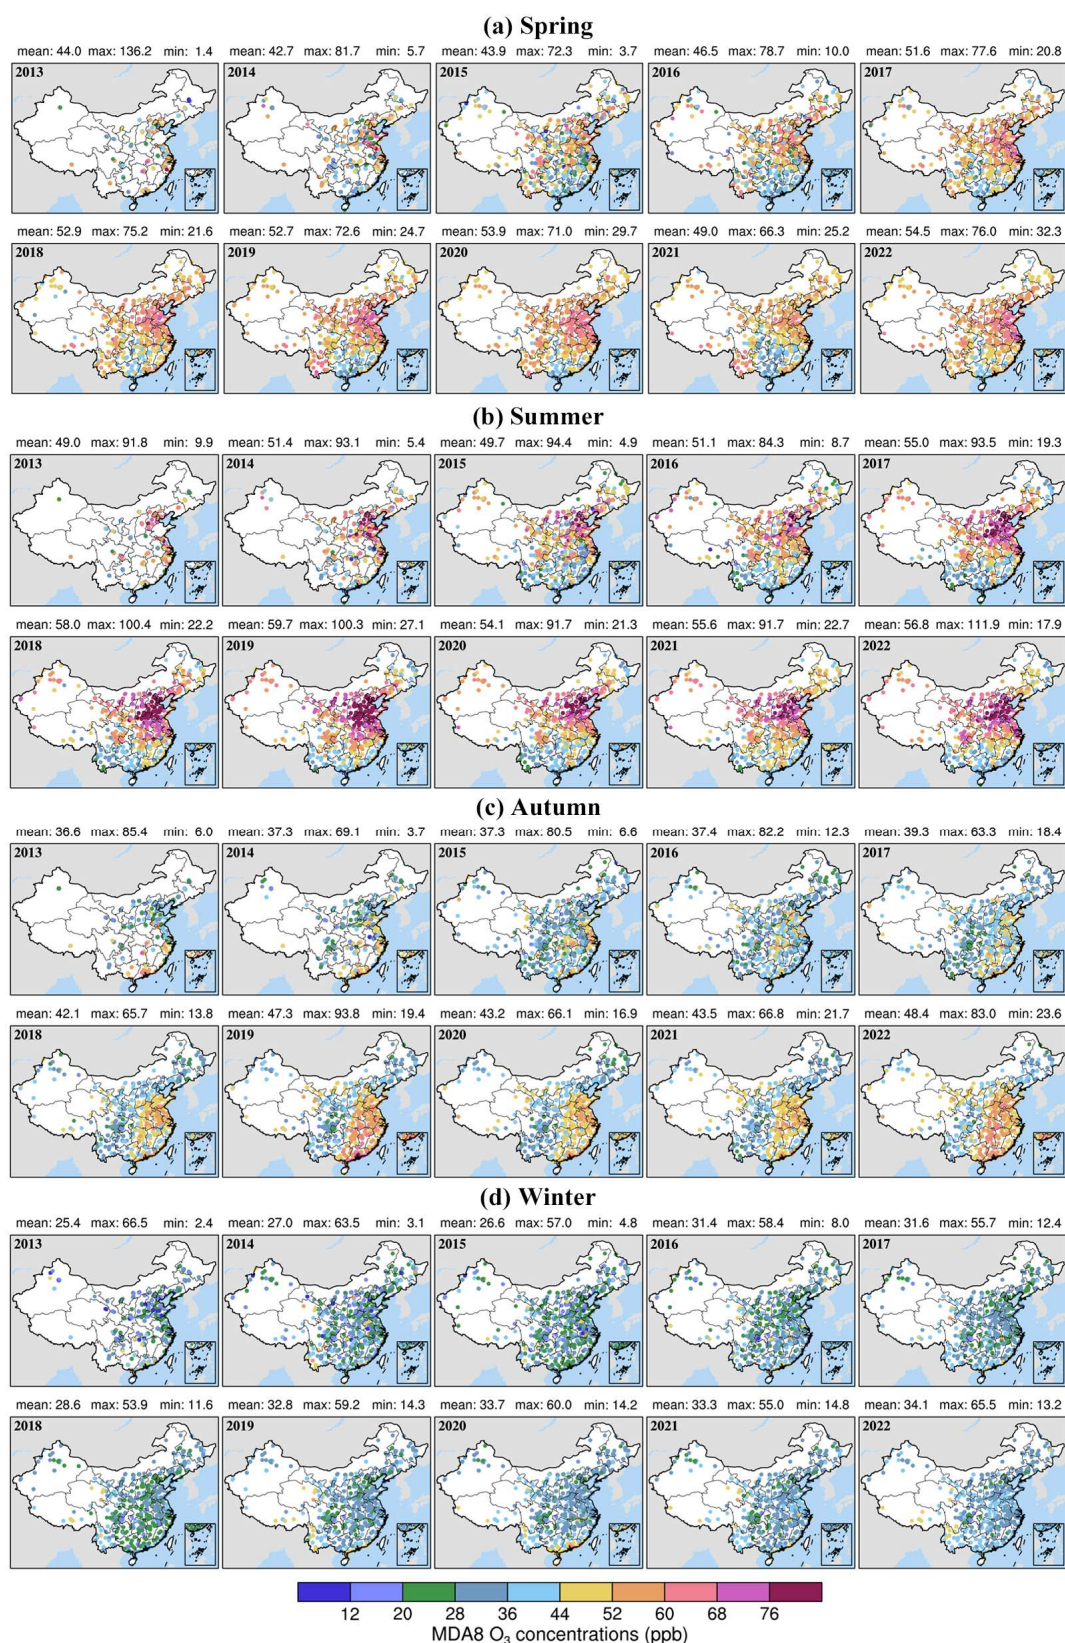 (a) Spring
mean: 44.0 max: 136.2 min: 1.4 mean: 42.7 max: 81.7 min: 5.7 mean: 43.9 max: 72.3 min: 3.7 mean: 46.5 max: 78.7 min: 10.0 mean: 51.6 max: 77.6 min: 20.8
2013 2014 2015 2016 2017
mean: 52.9 max: 75.2 min: 21.6 mean: 52.7 max: 72.6 min: 24.7 mean: 53.9 max: 71.0 min: 29.7 mean: 49.0 max: 66.3 min: 25.2 mean: 54.5 max: 76.0 min: 32.3
2018 2019 2020 2021 2022
(b) Summer
mean: 49.0 max: 91.8 min: 9.9 mean: 51.4 max: 93.1 min: 5.4 mean: 49.7 max: 94.4 min: 4.9 mean: 51.1 max: 84.3 min: 8.7 mean: 55.0 max: 93.5 min: 19.3
2013 2014 2015 2016 2017
mean: 58.0 max: 100.4 min: 22.2 mean: 59.7 max: 100.3 min: 27.1 mean: 54.1 max: 91.7 min: 21.3 mean: 55.6 max: 91.7 min: 22.7 mean: 56.8 max: 111.9 min: 17.9
2018 2019 2020 2021 2022
(c) Autumn
mean: 36.6 max: 85.4 min: 6.0 mean: 37.3 max: 69.1 min: 3.7 mean: 37.3 max: 80.5 min: 6.6 mean: 37.4 max: 82.2 min: 12.3 mean: 39.3 max: 63.3 min: 18.4
2013 2014 2015 2016 2017
mean: 42.1 max: 65.7 min: 13.8 mean: 47.3 max: 93.8 min: 19.4 mean: 43.2 max: 66.1 min: 16.9 mean: 43.5 max: 66.8 min: 21.7 mean: 48.4 max: 83.0 min: 23.6
2018 2019 2020 2021 2022
(d) Winter
mean: 25.4 max: 66.5 min: 2.4 mean: 27.0 max: 63.5 min: 3.1 mean: 26.6 max: 57.0 min: 4.8 mean: 31.4 max: 58.4 min: 8.0 mean: 31.6 max: 55.7 min: 12.4
2013 2014 2015 2016 2017
mean: 28.6 max: 53.9 min: 11.6 mean: 32.8 max: 59.2 min: 14.3 mean: 33.7 max: 60.0 min: 14.2 mean: 33.3 max: 55.0 min: 14.8 mean: 34.1 max: 65.5 min: 13.2
2018 2019 2020 2021 2022
12 20 28 36 44 52 60 68 76
MDA8 O₃ concentrations (ppb)